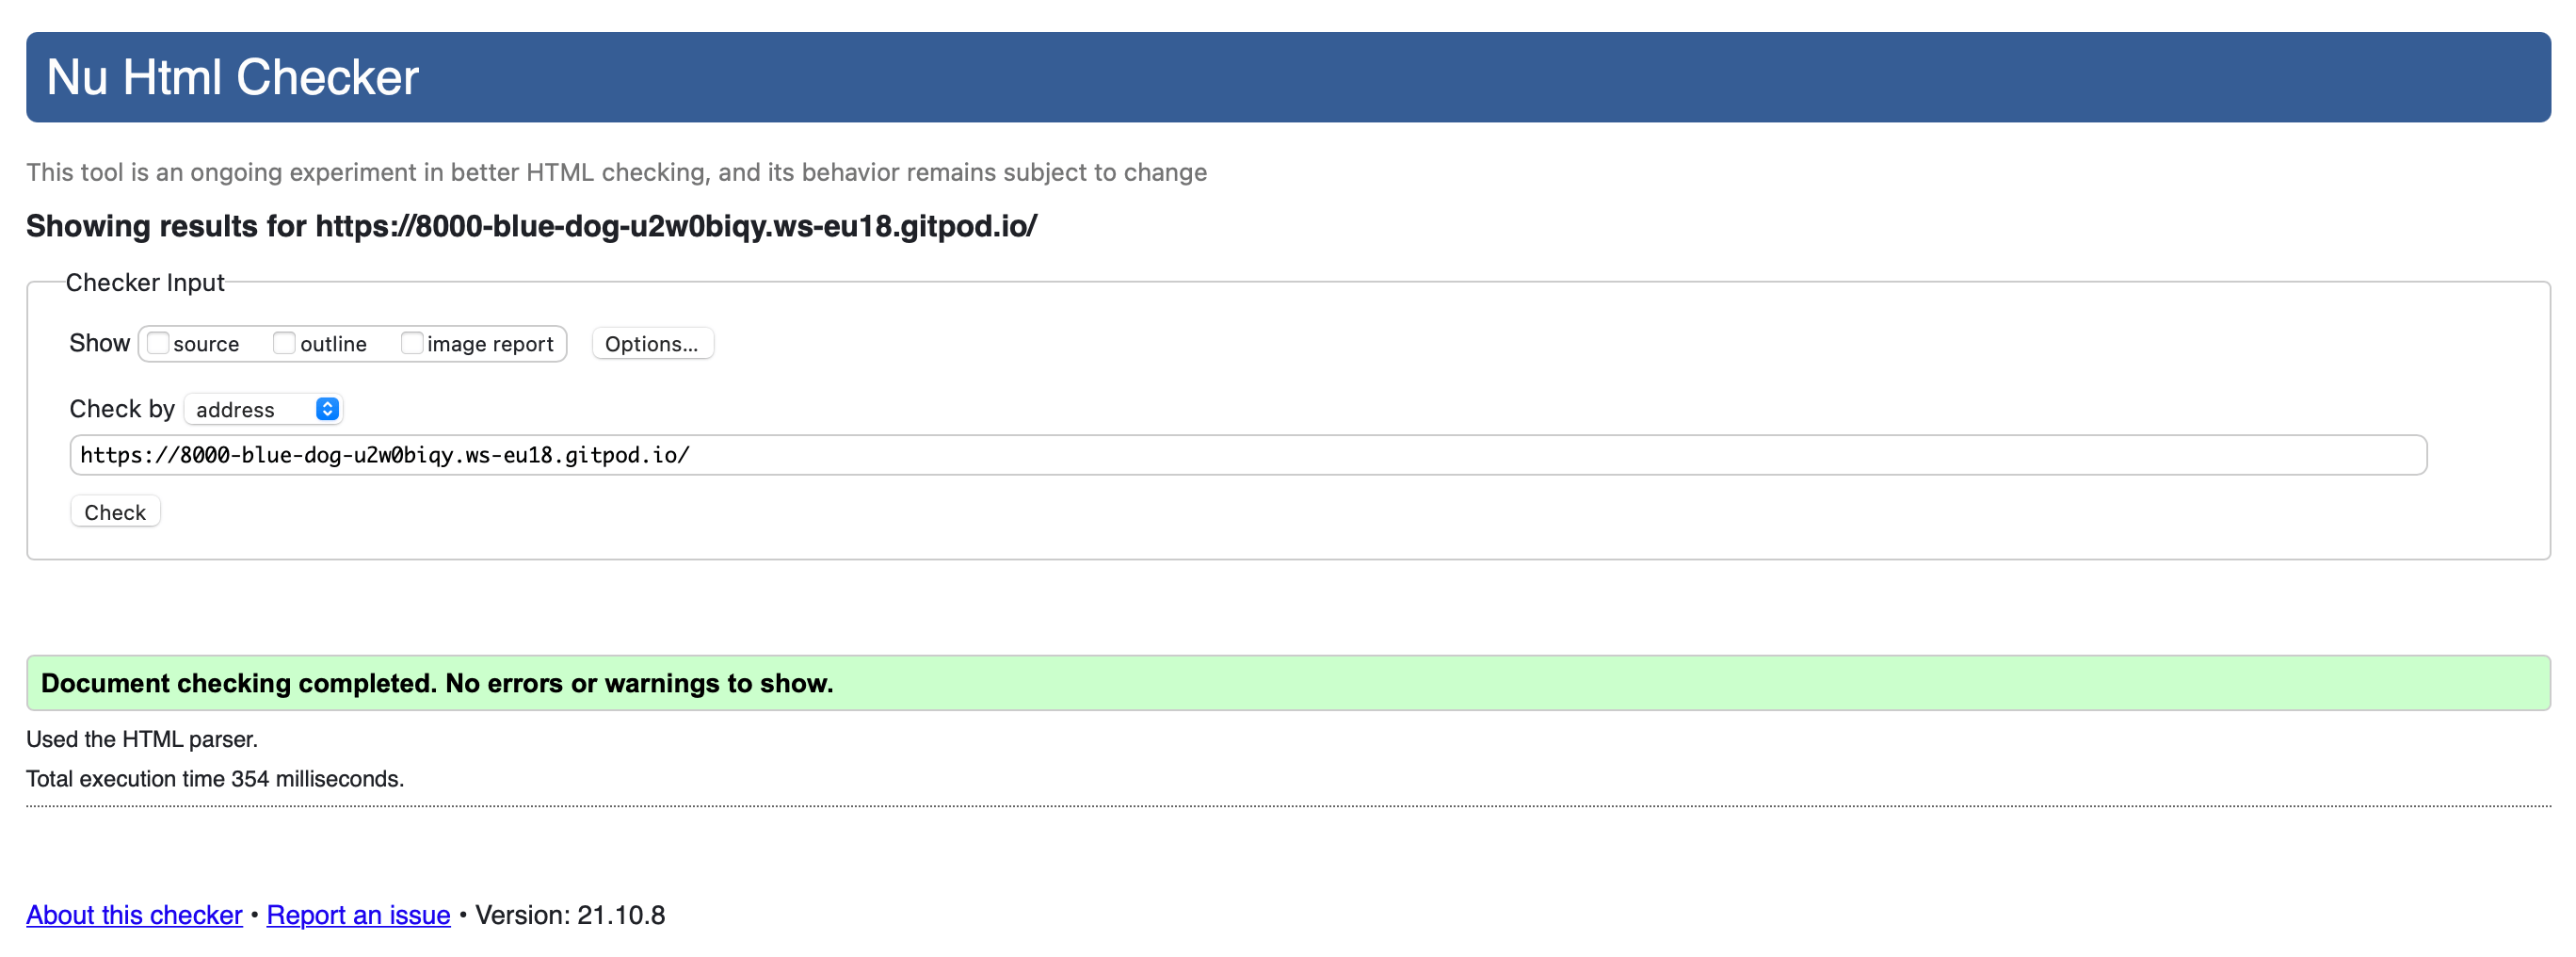 Nu Html Checker
This tool is an ongoing experiment in better HTML checking, and its behavior remains subject to change
Showing results for https://8000-blue-dog-u2w0biqy.ws-eu18.gitpod.io/
Checker Input
Show source outline image report Options...
Check by address
https://8000-blue-dog-u2w0biqy.ws-eu18.gitpod.io/
Check
Document checking completed. No errors or warnings to show.
Used the HTML parser.
Total execution time 354 milliseconds.
About this checker • Report an issue • Version: 21.10.8